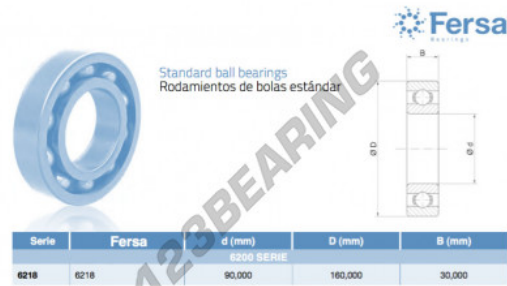 Fersa
Bearings
Standard ball bearings
Rodamientos de bolas estándar
B
Ø D
Ø d
123BEARING
Serie Fersa d (mm) D (mm) B (mm)
6200 SERIE
6218 6218 90,000 160,000 30,000